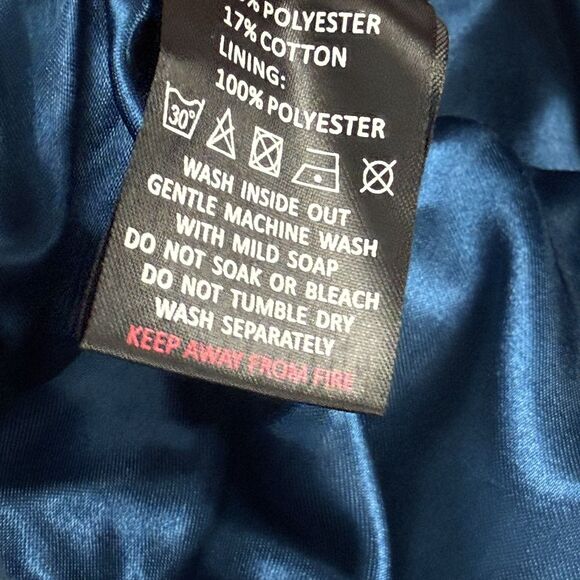 % POLYESTER
17% COTTON
LINING:
100% POLYESTER
30°
WASH INSIDE OUT
GENTLE MACHINE WASH
WITH MILD SOAP
DO NOT SOAK OR BLEACH
DO NOT TUMBLE DRY
WASH SEPARATELY
KEEP AWAY FROM FIRE